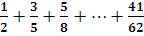 1/2 + 3/5 + 5/8 + ⋯ + 41/62